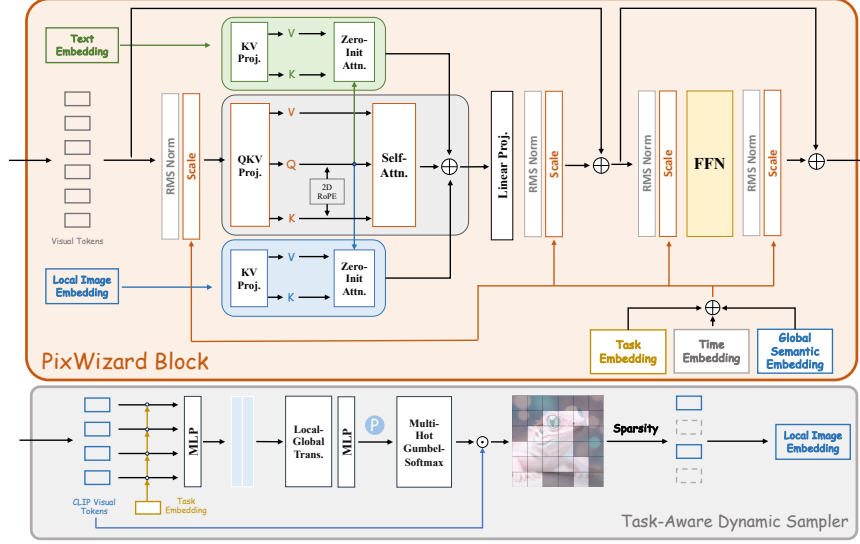 Text
Embedding
KV
Proj.
V
K
Zero-
Init
Attn.
RMS Norm
Scale
QKV
Proj.
V
Q
K
2D
RoPE
Self-
Attn.
Linear Proj.
RMS Norm
Scale
RMS Norm
Scale
FFN
RMS Norm
Scale
Visual Tokens
Local Image
Embedding
KV
Proj.
V
K
Zero-
Init
Attn.
Task
Embedding
Time
Embedding
Global
Semantic
Embedding
PixWizard Block
MLP
Local-
Global
Trans.
MLP
P
Multi-
Hot
Gumbel-
Softmax
Sparsity
Local Image
Embedding
CLIP Visual
Tokens
Task
Embedding
Task-Aware Dynamic Sampler